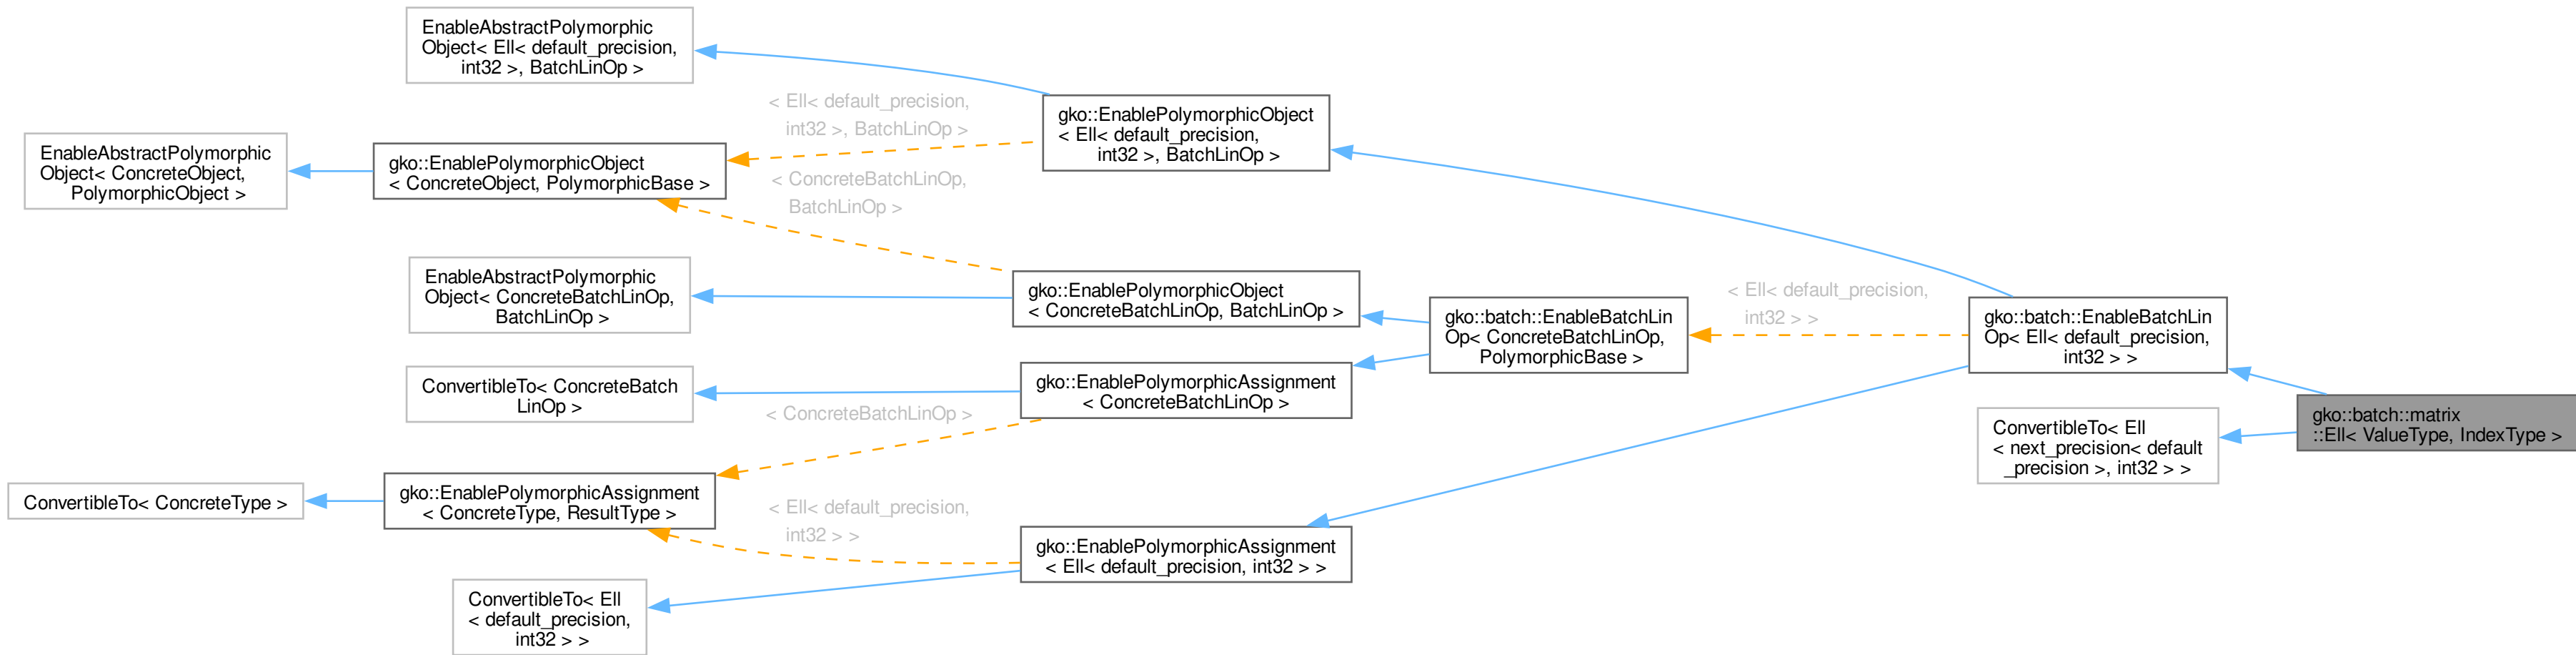 EnableAbstractPolymorphic
Object< Ell< default_precision,
int32 >, BatchLinOp >
< Ell< default_precision,
int32 >, BatchLinOp >
gko::EnablePolymorphicObject
< Ell< default_precision,
int32 >, BatchLinOp >
EnableAbstractPolymorphic
Object< ConcreteObject,
PolymorphicObject >
gko::EnablePolymorphicObject
< ConcreteObject, PolymorphicBase >
< ConcreteBatchLinOp,
BatchLinOp >
EnableAbstractPolymorphic
Object< ConcreteBatchLinOp,
BatchLinOp >
gko::EnablePolymorphicObject
< ConcreteBatchLinOp, BatchLinOp >
gko::batch::EnableBatchLin
Op< ConcreteBatchLinOp,
PolymorphicBase >
< Ell< default_precision,
int32 > >
gko::batch::EnableBatchLin
Op< Ell< default_precision,
int32 > >
ConvertibleTo< ConcreteBatch
LinOp >
gko::EnablePolymorphicAssignment
< ConcreteBatchLinOp >
< ConcreteBatchLinOp >
ConvertibleTo< Ell
< next_precision< default
_precision >, int32 > >
gko::batch::matrix
::Ell< ValueType, IndexType >
ConvertibleTo< ConcreteType >
gko::EnablePolymorphicAssignment
< ConcreteType, ResultType >
< Ell< default_precision,
int32 > >
gko::EnablePolymorphicAssignment
< Ell< default_precision, int32 > >
ConvertibleTo< Ell
< default_precision,
int32 > >